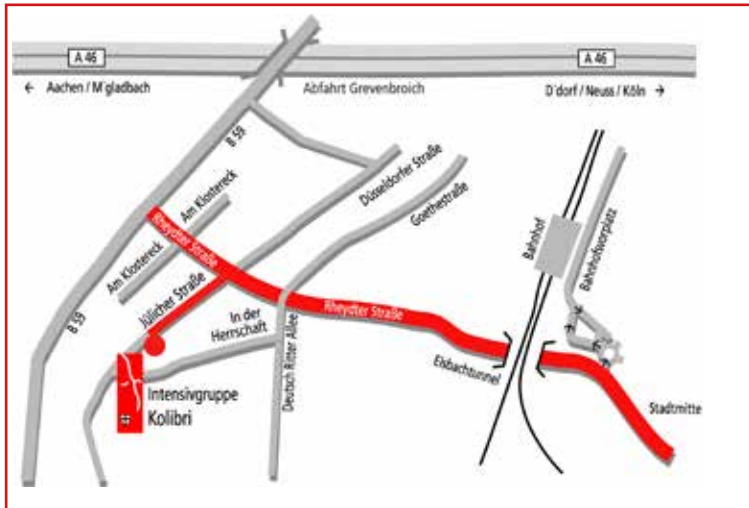 A 46
A 46
← Aachen / M'gladbach
Abfahrt Grevenbroich
D'dorf / Neuss / Köln →
B 59
Düsseldorfer Straße
Goethestraße
Am Klostereck
Rheydter Straße
Am Klostereck
Jülicher Straße
B 59
In der
Herrschaft
Deutsch Ritter Allee
Rheydter Straße
Bahnhof
Bahnhofsvorplatz
Elsbachtunnel
Stadtmitte
Intensivgruppe
Kolibri